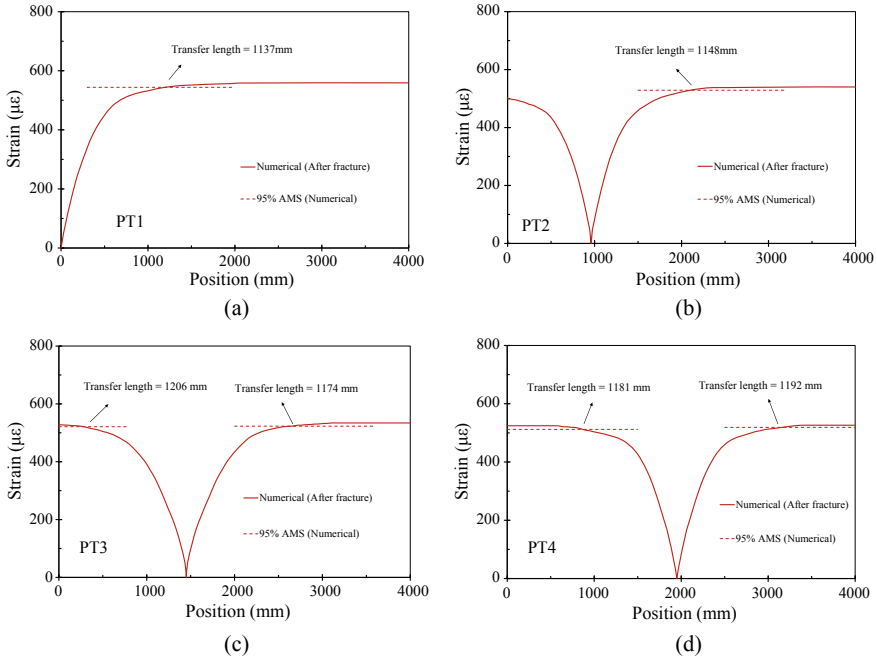 800
600
400
200
0
Strain (με)
Transfer length = 1137mm
Numerical (After fracture)
95% AMS (Numerical)
PT1
0 1000 2000 3000 4000
Position (mm)
(a)
800
600
400
200
0
Strain (με)
Transfer length = 1148mm
Numerical (After fracture)
95% AMS (Numerical)
PT2
0 1000 2000 3000 4000
Position (mm)
(b)
800
600
400
200
0
Strain (με)
Transfer length = 1206 mm
Transfer length = 1174 mm
Numerical (After fracture)
95% AMS (Numerical)
PT3
0 1000 2000 3000 4000
Position (mm)
(c)
800
600
400
200
0
Strain (με)
Transfer length = 1181 mm
Transfer length = 1192 mm
Numerical (After fracture)
95% AMS (Numerical)
PT4
0 1000 2000 3000 4000
Position (mm)
(d)